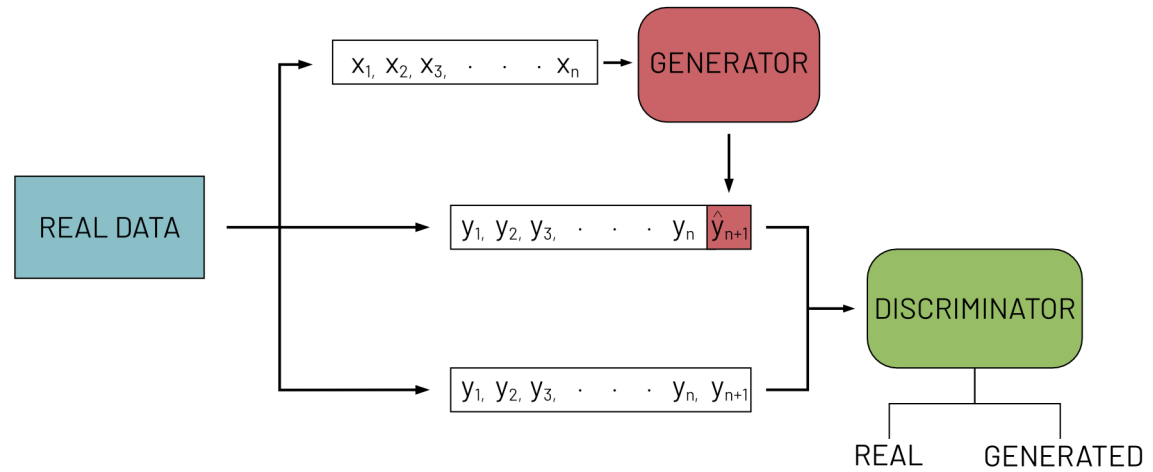 x₁, x₂, x₃, · · · xₙ
GENERATOR
REAL DATA
y₁, y₂, y₃, · · · yₙ ŷₙ₊₁
DISCRIMINATOR
y₁, y₂, y₃, · · · yₙ, yₙ₊₁
REAL
GENERATED